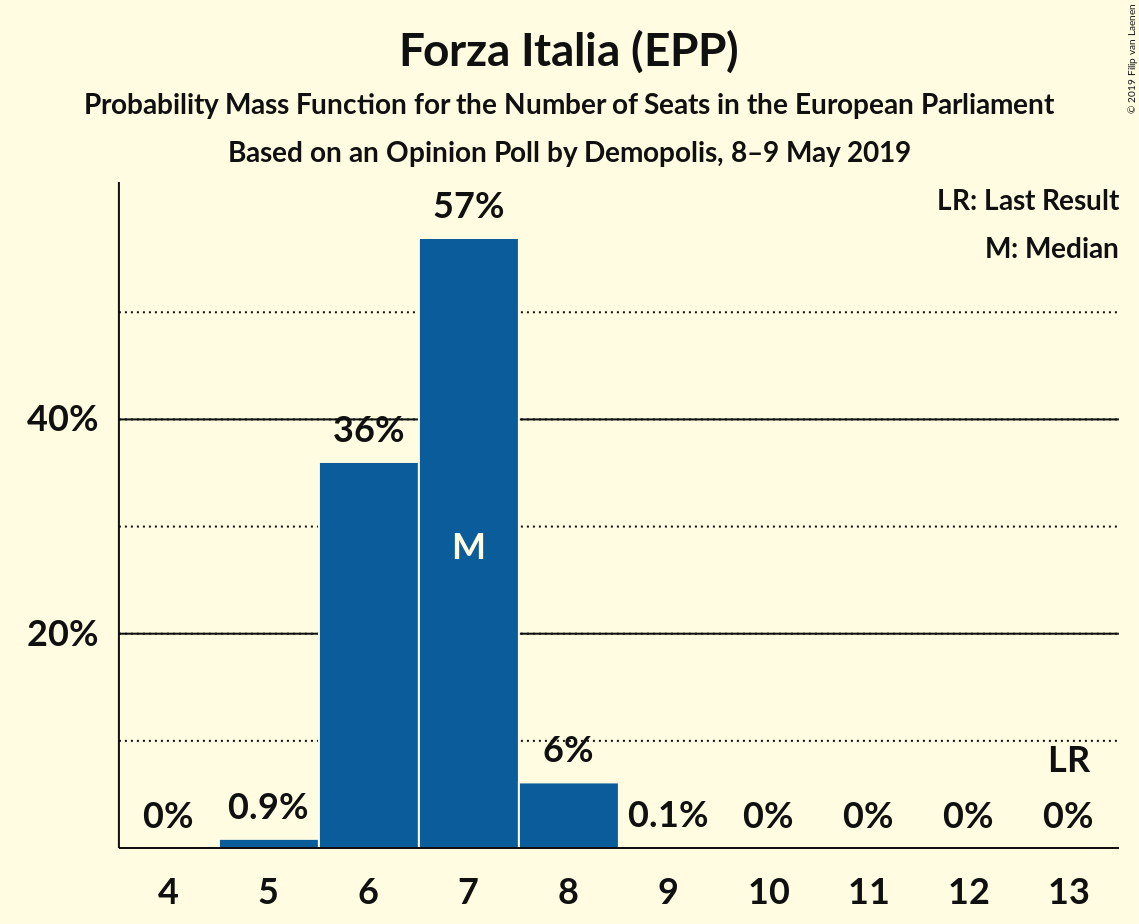 Forza Italia (EPP)
Probability Mass Function for the Number of Seats in the European Parliament
Based on an Opinion Poll by Demopolis, 8–9 May 2019
© 2019 Filip van Laenen
LR: Last Result
M: Median
57%
40%
36%
M
20%
6%
LR
0%
0.9%
0.1%
0%
0%
0%
0%
4 5 6 7 8 9 10 11 12 13